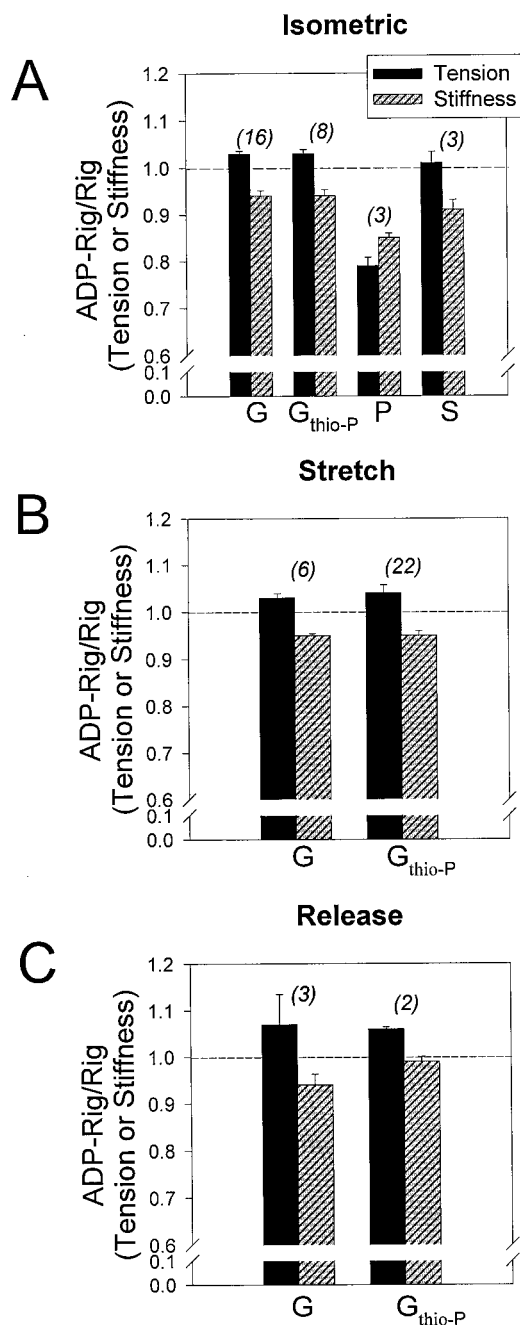 Isometric
A
Tension
Stiffness
ADP-Rig/Rig
(Tension or Stiffness)
1.2
1.1
1.0
0.9
0.8
0.7
0.6
0.1
0.0
(16)
(8)
(3)
(3)
G
Gthio-P
P
S
Stretch
B
ADP-Rig/Rig
(Tension or Stiffness)
1.2
1.1
1.0
0.9
0.8
0.7
0.6
0.1
0.0
(6)
(22)
G
Gthio-P
Release
C
ADP-Rig/Rig
(Tension or Stiffness)
1.2
1.1
1.0
0.9
0.8
0.7
0.6
0.1
0.0
(3)
(2)
G
Gthio-P